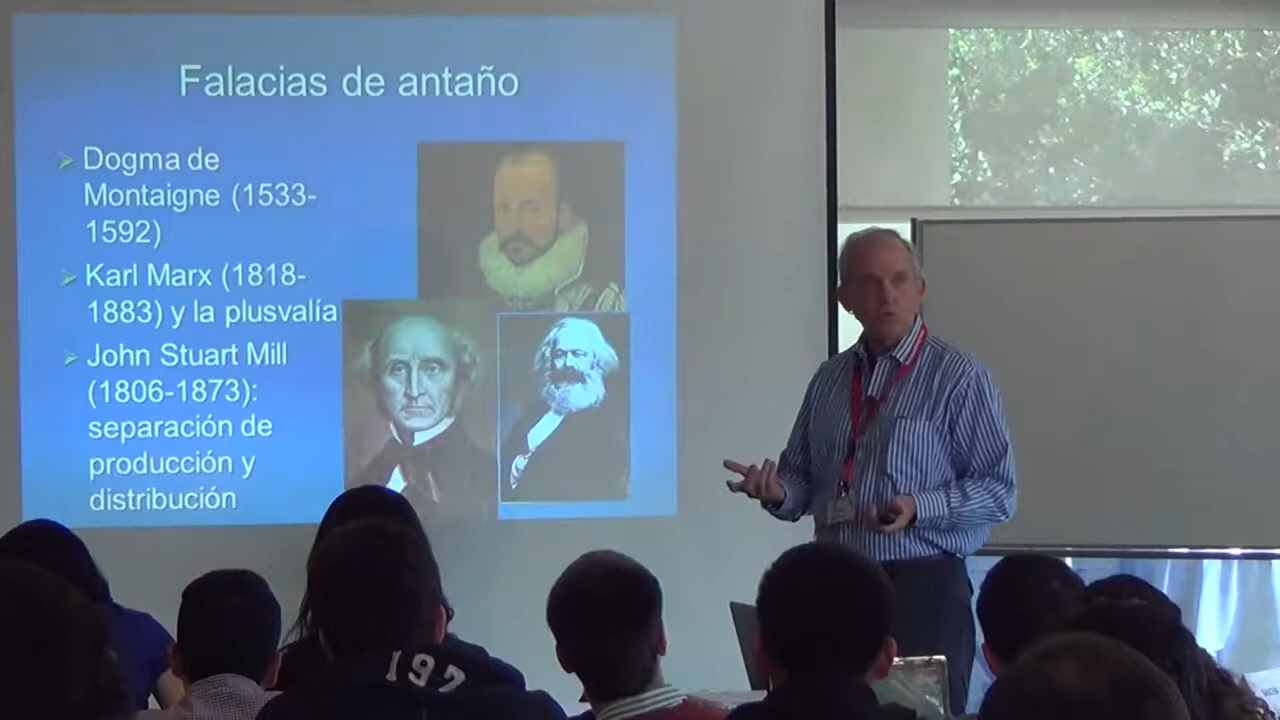 Falacias de antaño
Dogma de
Montaigne (1533-
1592)
Karl Marx (1818-
1883) y la plusvalía
John Stuart Mill
(1806-1873):
separación de
producción y
distribución
197